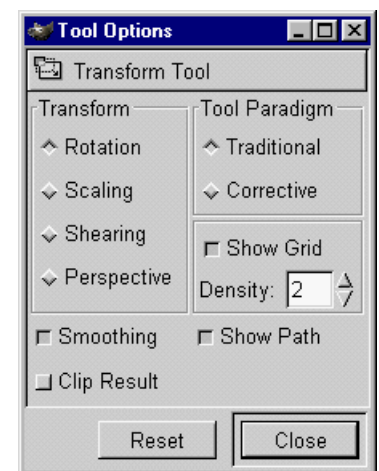 Tool Options
Transform Tool
Transform
Rotation
Scaling
Shearing
Perspective
Tool Paradigm
Traditional
Corrective
Show Grid
Density: 2
Smoothing
Show Path
Clip Result
Reset
Close